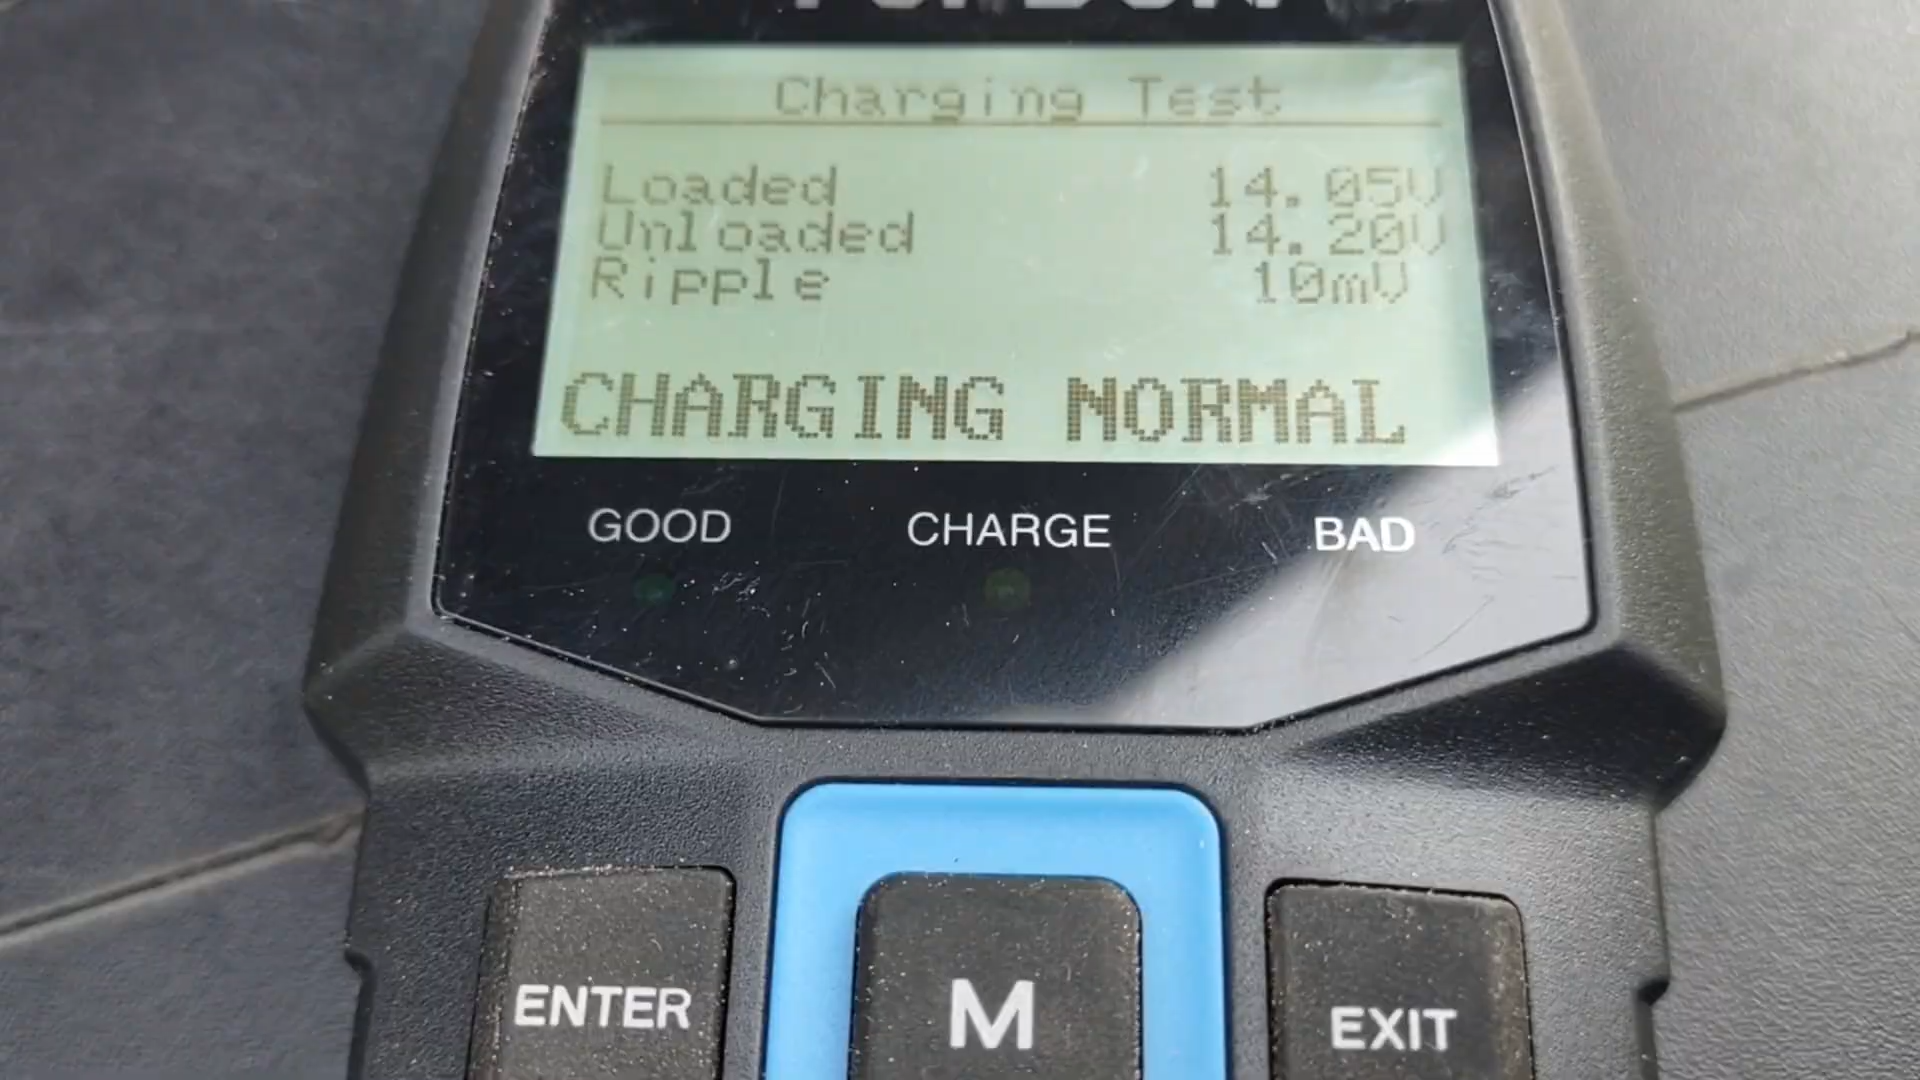 Charging Test
Loaded 14.05V
Unloaded 14.20V
Ripple 10mV
CHARGING NORMAL
GOOD CHARGE BAD
ENTER M EXIT